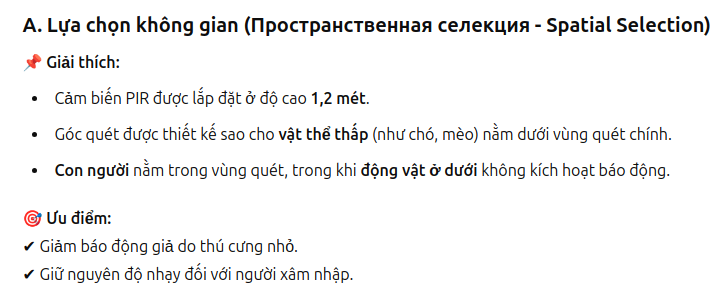 A. Lựa chọn không gian (Пространственная селекция - Spatial Selection)
📌 Giải thích:
• Cảm biến PIR được lắp đặt ở độ cao 1,2 mét.
• Góc quét được thiết kế sao cho vật thể thấp (như chó, mèo) nằm dưới vùng quét chính.
• Con người nằm trong vùng quét, trong khi động vật ở dưới không kích hoạt báo động.
🎯 Ưu điểm:
✔ Giảm báo động giả do thú cưng nhỏ.
✔ Giữ nguyên độ nhạy đối với người xâm nhập.